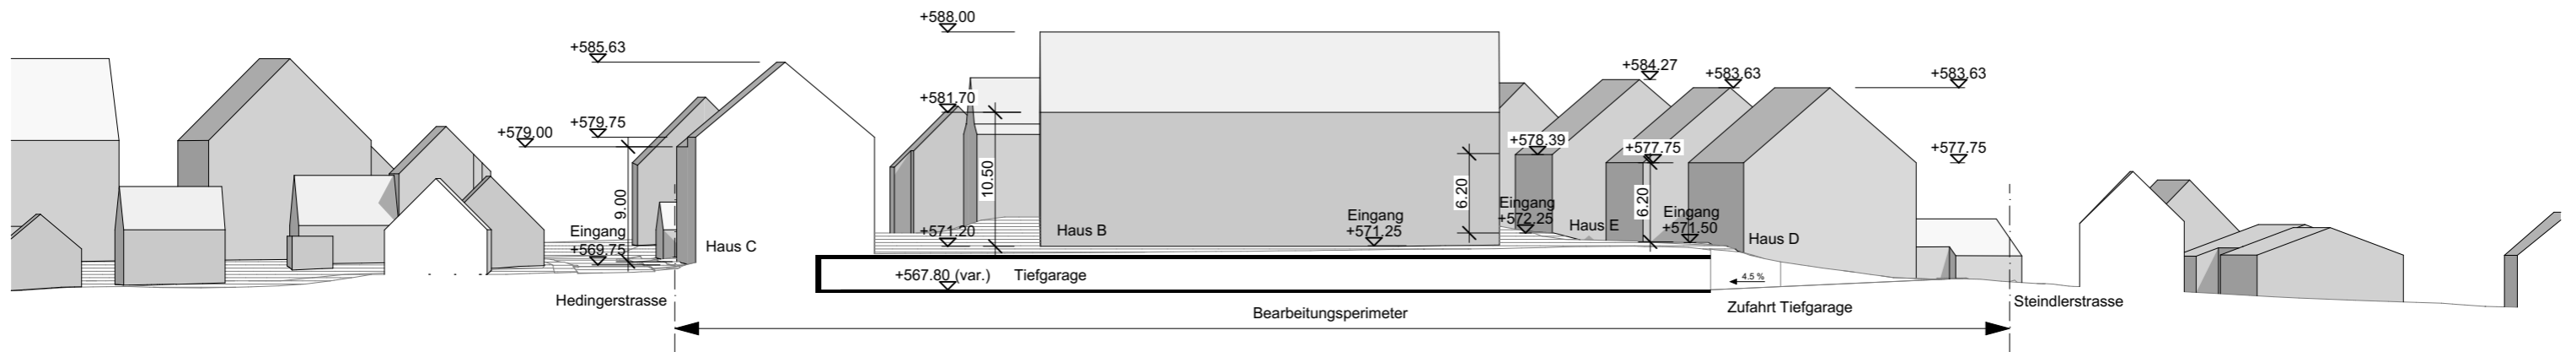 +588.00
+585.63
+584.27
+583.63
+583.63
+581.70
+579.75
+579.00
+578.39
+577.75
+577.75
10.50
6.20
9.00
6.20
Eingang
+572.25
Eingang
+571.25
Eingang
+571.50
Haus E
Eingang
+569.75
+571.20
Haus B
Haus C
Haus D
+567.80 (var.)
Tiefgarage
4.5 %
Hedingerstrasse
Steindlerstrasse
Zufahrt Tiefgarage
Bearbeitungsperimeter